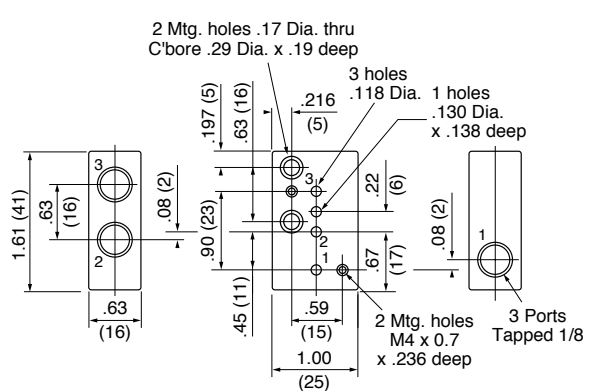 2 Mtg. holes .17 Dia. thru
C'bore .29 Dia. x .19 deep
3 holes
.118 Dia.
1 holes
.130 Dia.
x .138 deep
.197 (5)
.63 (16)
.216
(5)
3
2
1.61 (41)
.63
(16)
.08 (2)
.63
(16)
3
2
1
.90 (23)
.45 (11)
.22
(6)
.67
(17)
.59
(15)
1.00
(25)
2 Mtg. holes
M4 x 0.7
x .236 deep
1
.08 (2)
3 Ports
Tapped 1/8